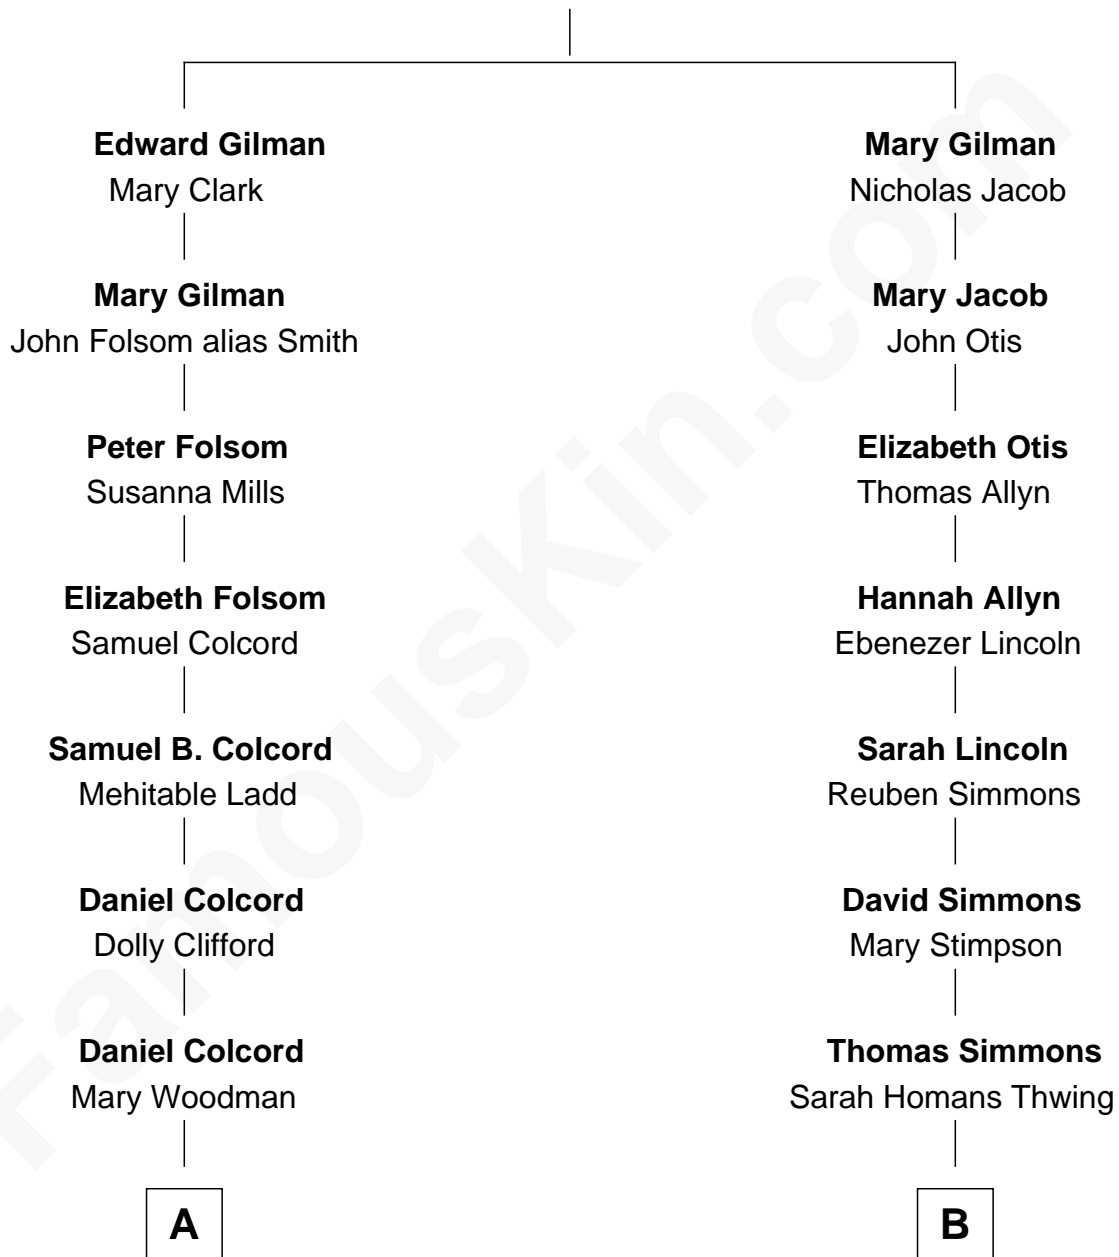 Edward Gilman
Mary Clark
Mary Gilman
John Folsom alias Smith
Peter Folsom
Susanna Mills
Elizabeth Folsom
Samuel Colcord
Samuel B. Colcord
Mehitable Ladd
Daniel Colcord
Dolly Clifford
Daniel Colcord
Mary Woodman
A
Mary Gilman
Nicholas Jacob
Mary Jacob
John Otis
Elizabeth Otis
Thomas Allyn
Hannah Allyn
Ebenezer Lincoln
Sarah Lincoln
Reuben Simmons
David Simmons
Mary Stimpson
Thomas Simmons
Sarah Homans Thwing
B
FamousKin.com